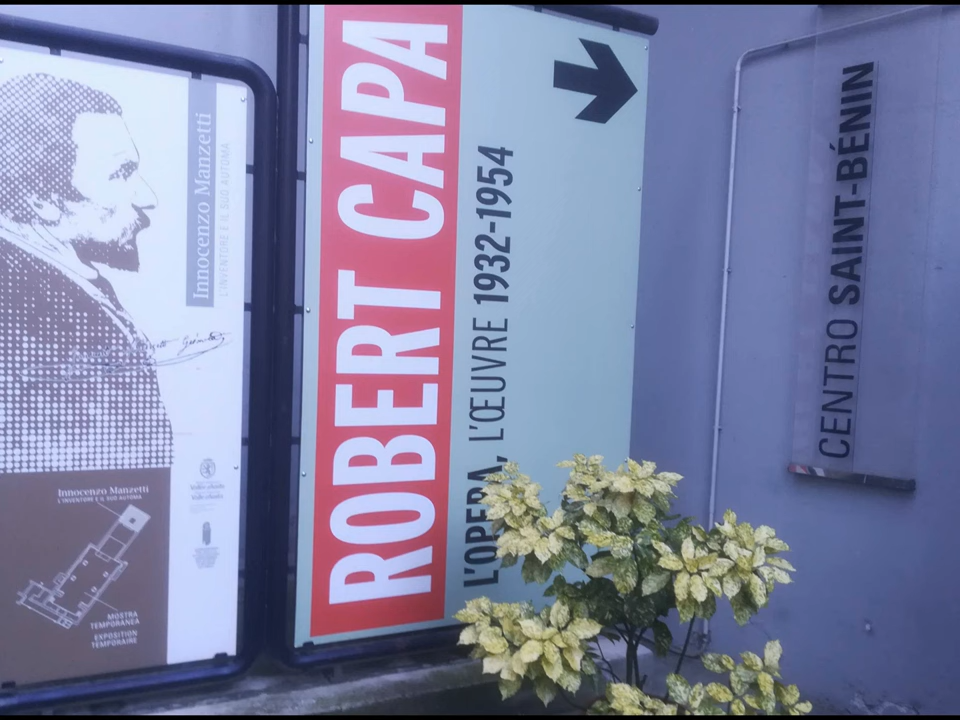 Innocenzo Manzetti
L'INVENTORE E IL SUO AUTOMA
Innocenzo Manzetti
L'INVENTORE E IL SUO AUTOMA
MOSTRA
TEMPORANEA
EXPOSITION
TEMPORAIRE
ROBERT CAPA
L'OPERA, L'ŒUVRE 1932-1954
CENTRO SAINT-BÉNIN